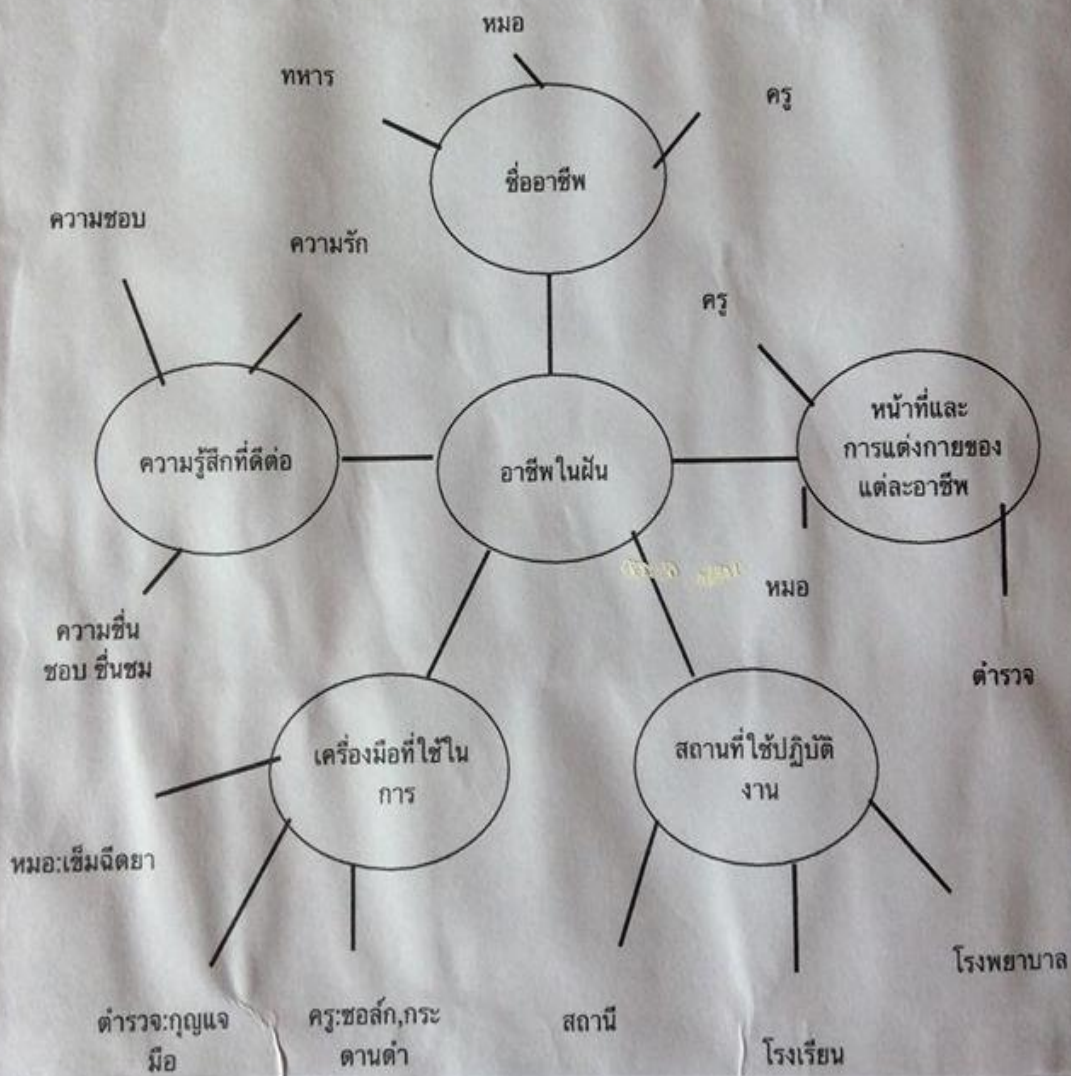 หมอ
ทหาร
ครู
ชื่ออาชีพ
ความชอบ
ความรัก
ครู
หน้าที่และ
การแต่งกายของ
แต่ละอาชีพ
ความรู้สึกที่ดีต่อ
อาชีพในฝัน
หมอ
ความชื่น
ชอบ ชื่นชม
ตำรวจ
เครื่องมือที่ใช้ใน
การ
สถานที่ใช้ปฏิบัติ
งาน
หมอ:เข็มฉีดยา
โรงพยาบาล
ตำรวจ:กุญแจ
มือ
ครู:ชอล์ก,กระ
ดานดำ
สถานี
โรงเรียน